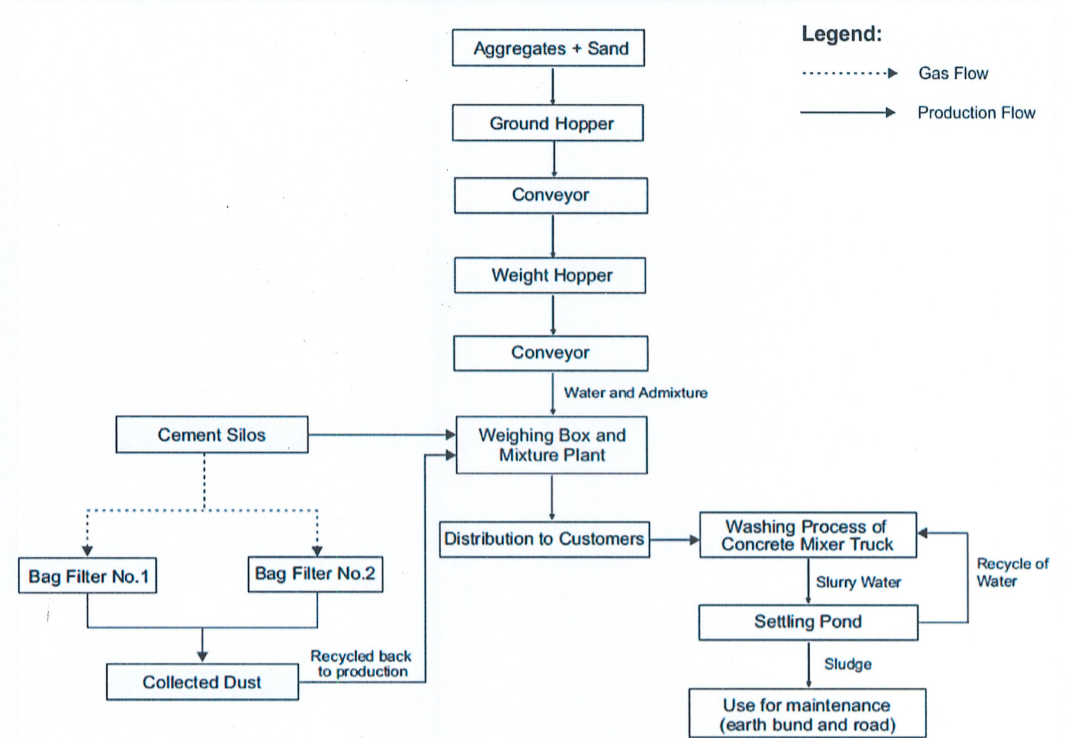 Aggregates + Sand
Legend:
Gas Flow
Production Flow
Ground Hopper
Conveyor
Weight Hopper
Conveyor
Water and Admixture
Cement Silos
Weighing Box and
Mixture Plant
Distribution to Customers
Washing Process of
Concrete Mixer Truck
Bag Filter No.1
Bag Filter No.2
Recycle of
Water
Slurry Water
Settling Pond
Recycled back
to production
Collected Dust
Sludge
Use for maintenance
(earth bund and road)